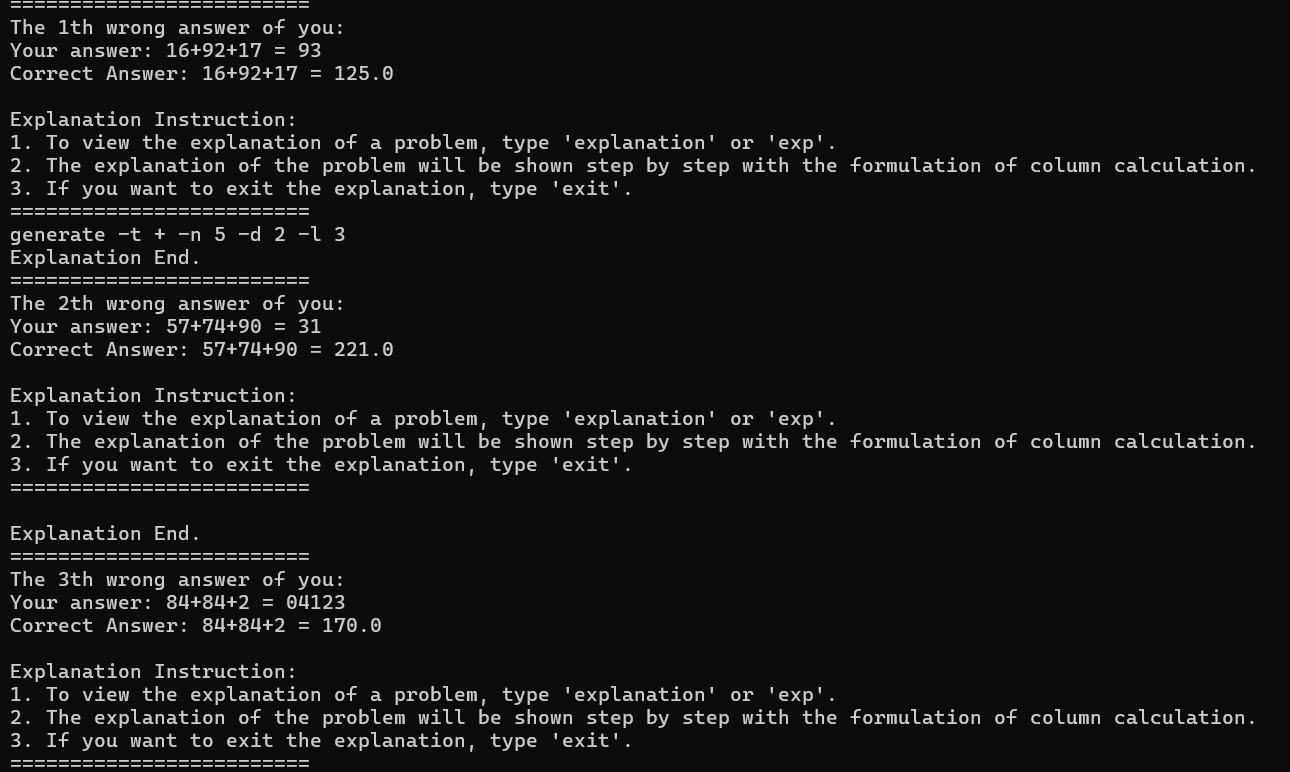 =========================
The 1th wrong answer of you:
Your answer: 16+92+17 = 93
Correct Answer: 16+92+17 = 125.0
Explanation Instruction:
1. To view the explanation of a problem, type 'explanation' or 'exp'.
2. The explanation of the problem will be shown step by step with the formulation of column calculation.
3. If you want to exit the explanation, type 'exit'.
=========================
generate -t + -n 5 -d 2 -l 3
Explanation End.
=========================
The 2th wrong answer of you:
Your answer: 57+74+90 = 31
Correct Answer: 57+74+90 = 221.0
Explanation Instruction:
1. To view the explanation of a problem, type 'explanation' or 'exp'.
2. The explanation of the problem will be shown step by step with the formulation of column calculation.
3. If you want to exit the explanation, type 'exit'.
=========================
Explanation End.
=========================
The 3th wrong answer of you:
Your answer: 84+84+2 = 04123
Correct Answer: 84+84+2 = 170.0
Explanation Instruction:
1. To view the explanation of a problem, type 'explanation' or 'exp'.
2. The explanation of the problem will be shown step by step with the formulation of column calculation.
3. If you want to exit the explanation, type 'exit'.
=========================